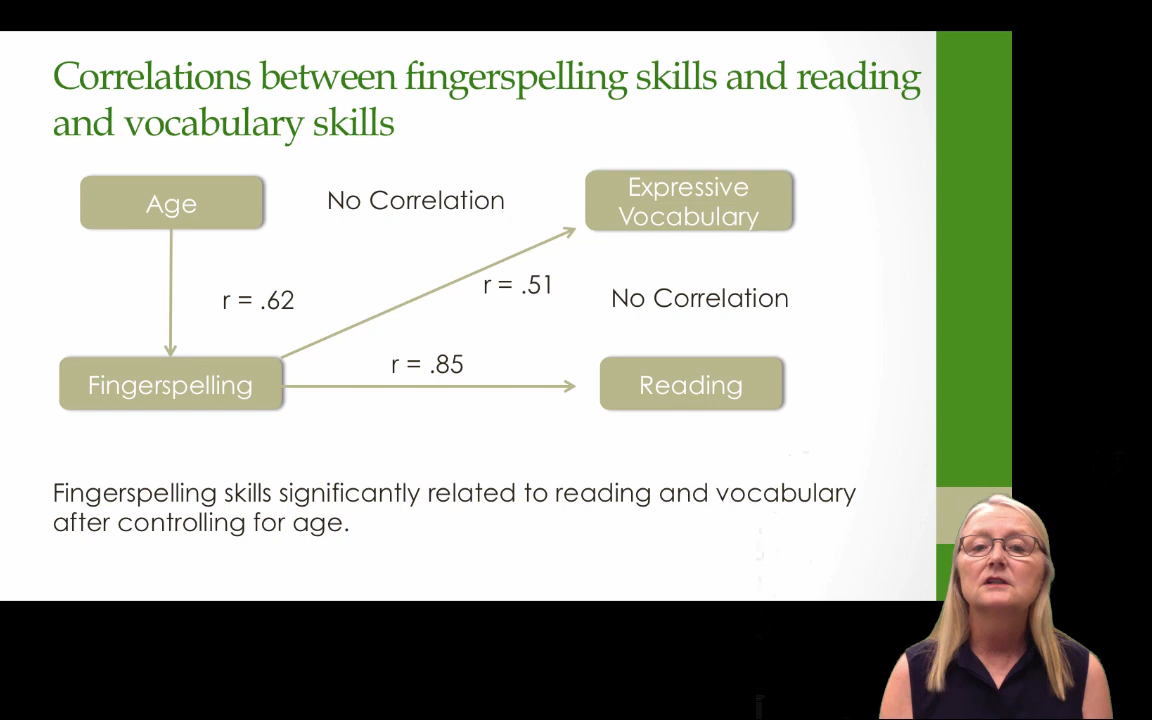 Correlations between fingerspelling skills and reading
and vocabulary skills
Age
No Correlation
Expressive
Vocabulary
r = .62
r = .51
No Correlation
r = .85
Fingerspelling
Reading
Fingerspelling skills significantly related to reading and vocabulary
after controlling for age.